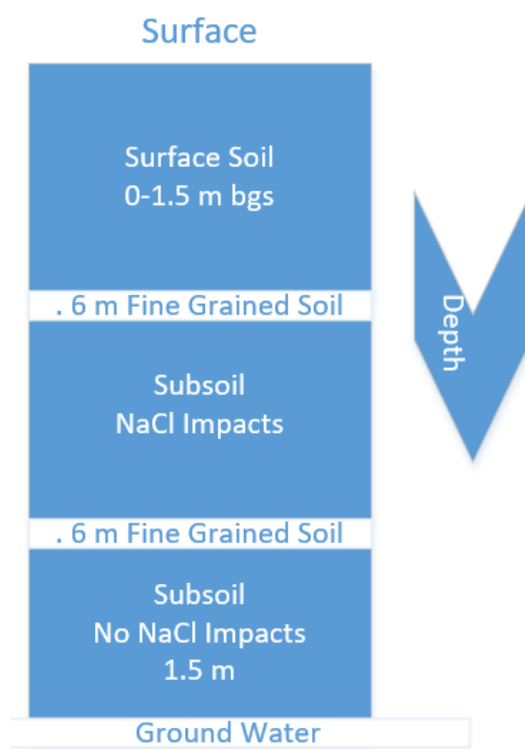 Surface
Surface Soil
0-1.5 m bgs
. 6 m Fine Grained Soil
Depth
Subsoil
NaCl Impacts
. 6 m Fine Grained Soil
Subsoil
No NaCl Impacts
1.5 m
Ground Water